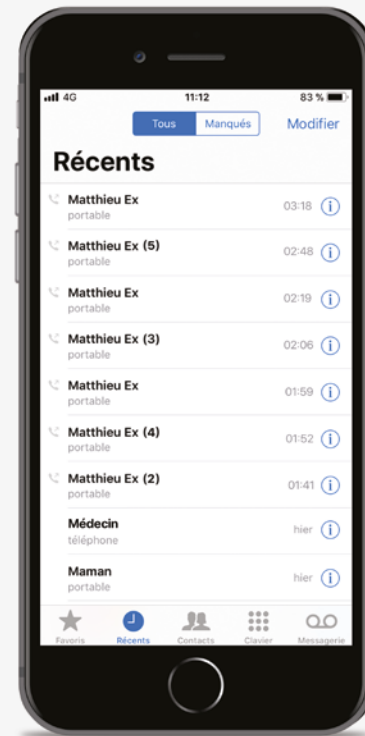 4G 11:12 83 %
Tous Manqués Modifier
Récents
Matthieu Ex 03:18
portable
Matthieu Ex (5) 02:48
portable
Matthieu Ex 02:19
portable
Matthieu Ex (3) 02:06
portable
Matthieu Ex 01:59
portable
Matthieu Ex (4) 01:52
portable
Matthieu Ex (2) 01:41
portable
Médecin hier
téléphone
Maman hier
portable
Favoris Récents Contacts Clavier Messagerie